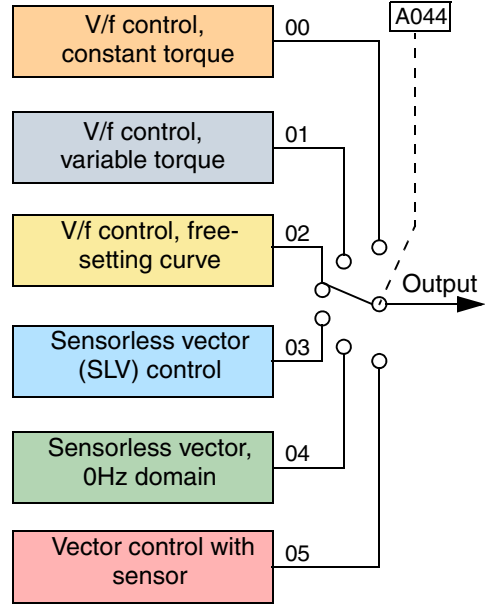 V/f control,
constant torque
00
A044
V/f control,
variable torque
01
V/f control, free-
setting curve
02
Output
Sensorless vector
(SLV) control
03
Sensorless vector,
0Hz domain
04
Vector control with
sensor
05